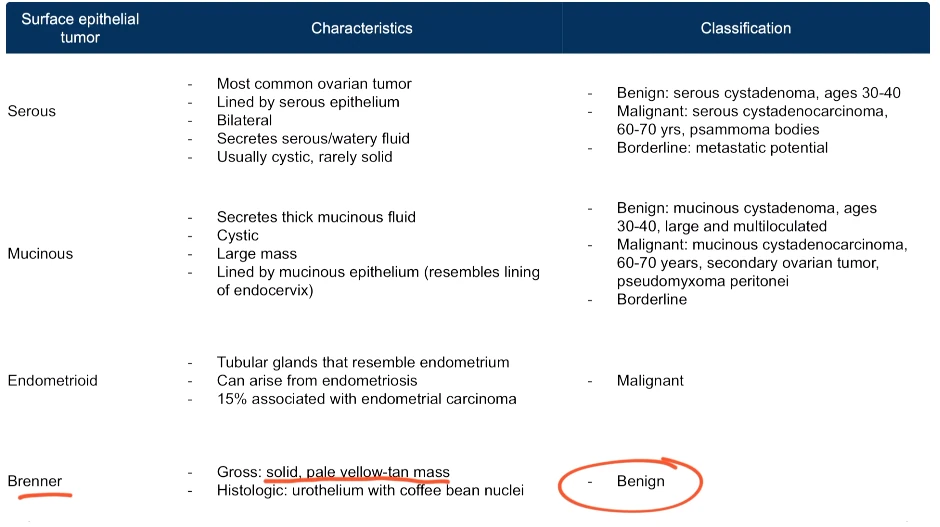 Surface epithelial
tumor
Characteristics
Classification
Serous
- Most common ovarian tumor
- Lined by serous epithelium
- Bilateral
- Secretes serous/watery fluid
- Usually cystic, rarely solid
- Benign: serous cystadenoma, ages 30-40
- Malignant: serous cystadenocarcinoma,
60-70 yrs, psammoma bodies
- Borderline: metastatic potential
Mucinous
- Secretes thick mucinous fluid
- Cystic
- Large mass
- Lined by mucinous epithelium (resembles lining
of endocervix)
- Benign: mucinous cystadenoma, ages
30-40, large and multiloculated
- Malignant: mucinous cystadenocarcinoma,
60-70 years, secondary ovarian tumor,
pseudomyxoma peritonei
- Borderline
Endometrioid
- Tubular glands that resemble endometrium
- Can arise from endometriosis
- 15% associated with endometrial carcinoma
- Malignant
Brenner
- Gross: solid, pale yellow-tan mass
- Histologic: urothelium with coffee bean nuclei
- Benign